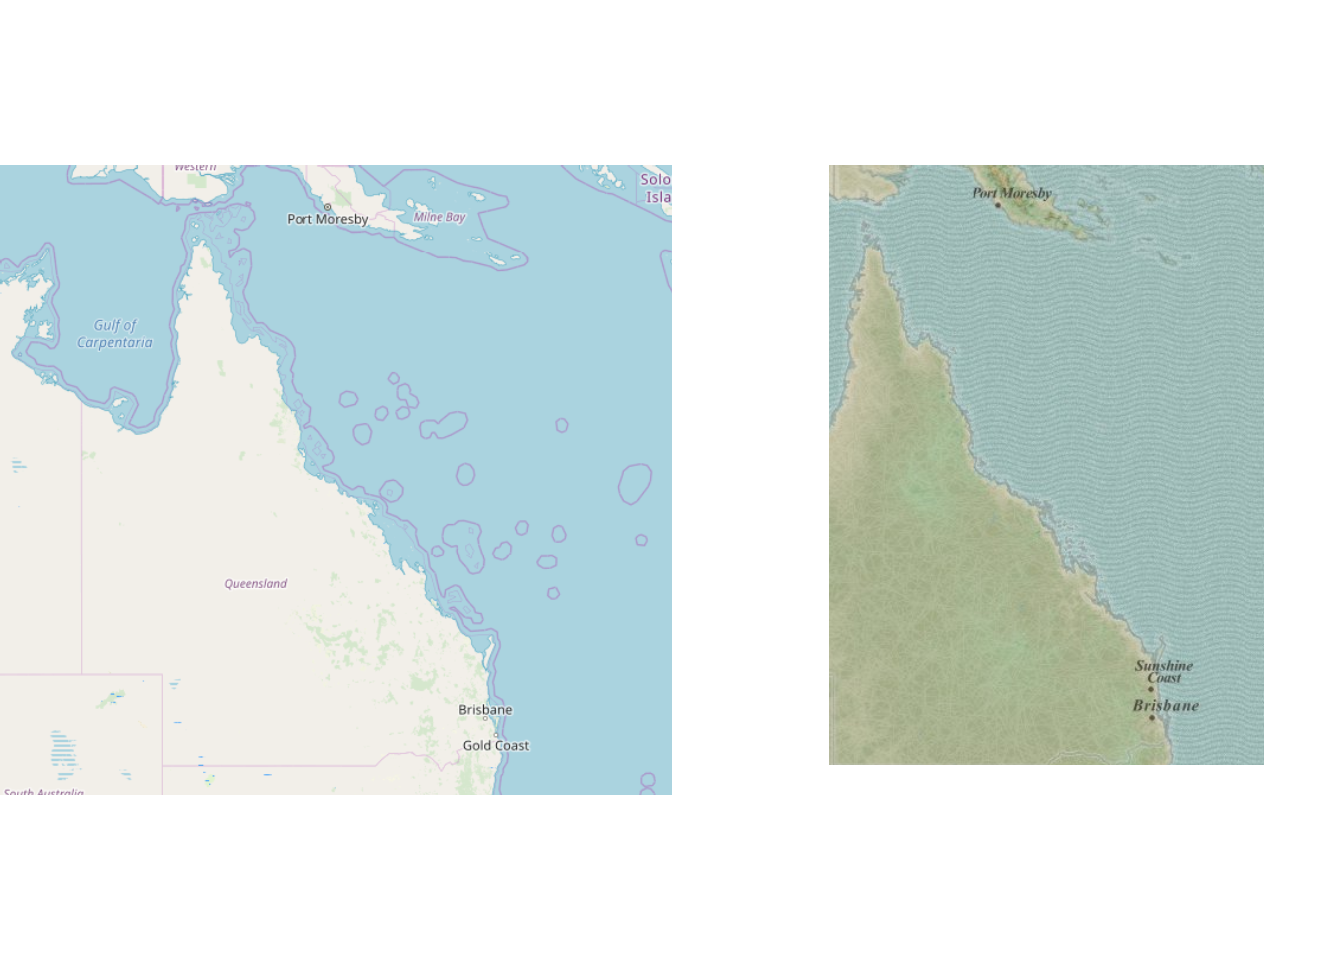 Western
Solo
Isla
Port Moresby
Milne Bay
Gulf of
Carpentaria
Queensland
Brisbane
Gold Coast
South Australia
Port Moresby
Sunshine
Coast
Brisbane